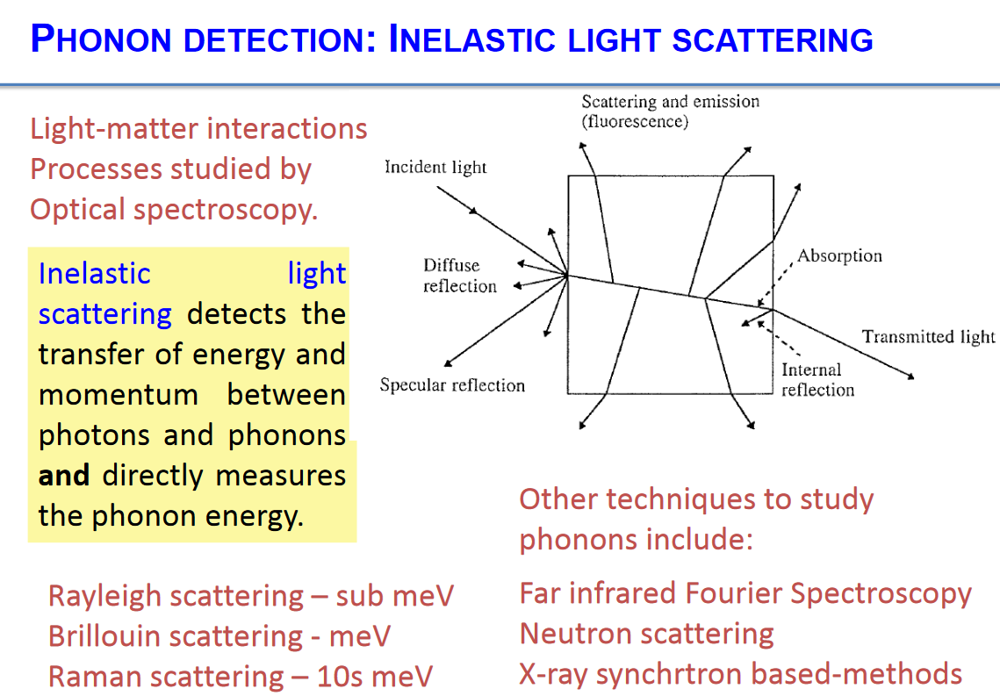 PHONON DETECTION: INELASTIC LIGHT SCATTERING
Light-matter interactions
Processes studied by
Optical spectroscopy.
Inelastic light
scattering detects the
transfer of energy and
momentum between
photons and phonons
and directly measures
the phonon energy.
Scattering and emission
(fluorescence)
Incident light
Diffuse
reflection
Specular reflection
Absorption
Transmitted light
Internal
reflection
Rayleigh scattering – sub meV
Brillouin scattering - meV
Raman scattering – 10s meV
Other techniques to study
phonons include:
Far infrared Fourier Spectroscopy
Neutron scattering
X-ray synchrtron based-methods